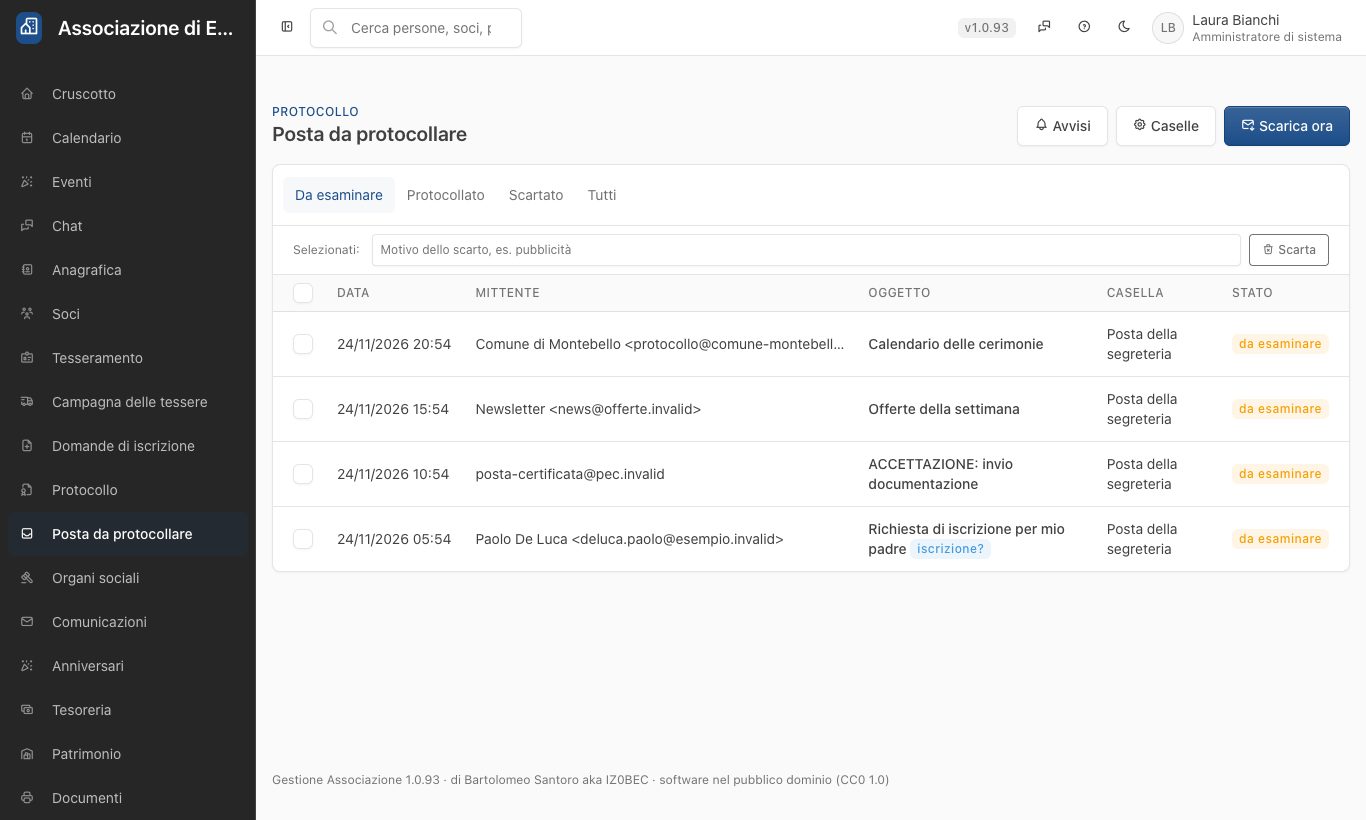 Associazione di E...
Cerca persone, soci, p
v1.0.93
LB
Laura Bianchi
Amministratore di sistema
Cruscotto
Calendario
Eventi
Chat
Anagrafica
Soci
Tesseramento
Campagna delle tessere
Domande di iscrizione
Protocollo
Posta da protocollare
Organi sociali
Comunicazioni
Anniversari
Tesoreria
Patrimonio
Documenti
PROTOCOLLO
Posta da protocollare
Avvisi
Caselle
Scarica ora
Da esaminare Protocollato Scartato Tutti
Selezionati: Motivo dello scarto, es. pubblicità Scarta
DATA MITTENTE OGGETTO CASELLA STATO
24/11/2026 20:54 Comune di Montebello <protocollo@comune-montebell... Calendario delle cerimonie Posta della segreteria da esaminare
24/11/2026 15:54 Newsletter <news@offerte.invalid> Offerte della settimana Posta della segreteria da esaminare
24/11/2026 10:54 posta-certificata@pec.invalid ACCETTAZIONE: invio documentazione Posta della segreteria da esaminare
24/11/2026 05:54 Paolo De Luca <deluca.paolo@esempio.invalid> Richiesta di iscrizione per mio padre iscrizione? Posta della segreteria da esaminare
Gestione Associazione 1.0.93 · di Bartolomeo Santoro aka IZ0BEC · software nel pubblico dominio (CC0 1.0)